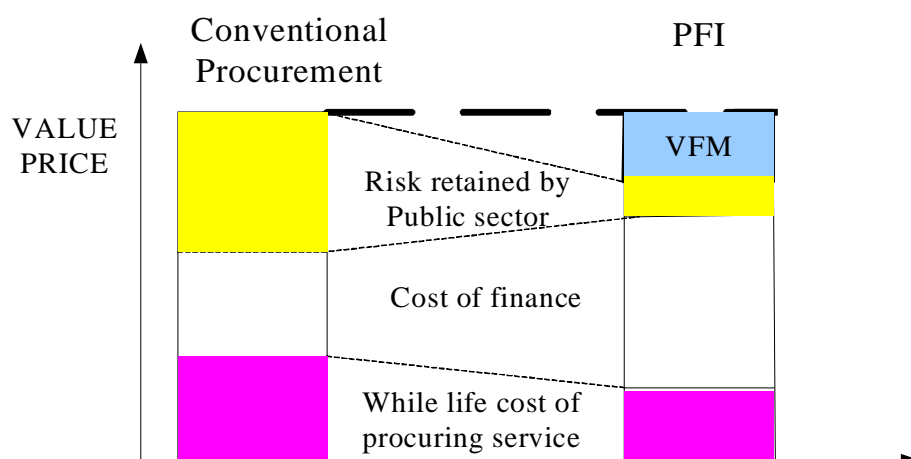 Conventional
Procurement
PFI
VALUE
PRICE
VFM
Risk retained by
Public sector
Cost of finance
While life cost of
procuring service